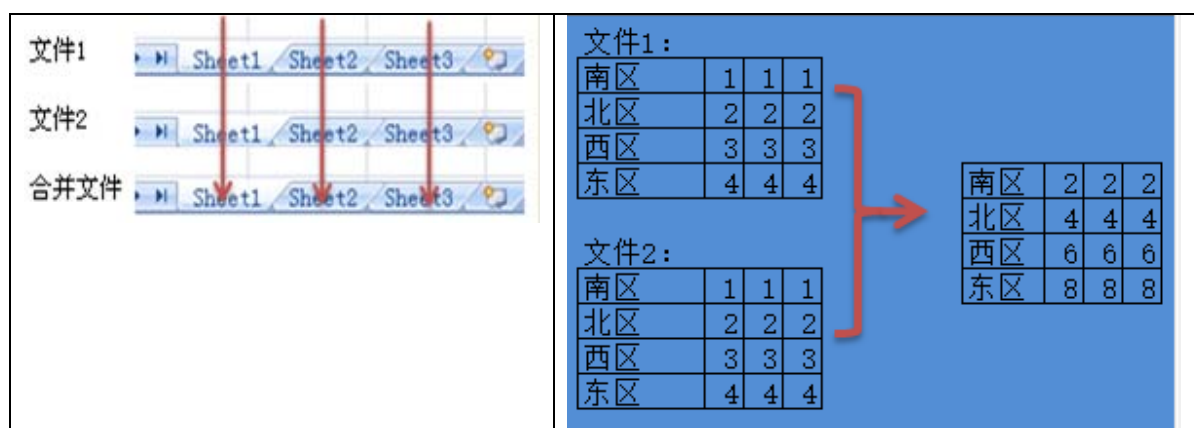 文件1
Sheet1 Sheet2 Sheet3
文件2
Sheet1 Sheet2 Sheet3
合并文件
Sheet1 Sheet2 Sheet3
文件1：
南区 1 1 1
北区 2 2 2
西区 3 3 3
东区 4 4 4
文件2：
南区 1 1 1
北区 2 2 2
西区 3 3 3
东区 4 4 4
南区 2 2 2
北区 4 4 4
西区 6 6 6
东区 8 8 8